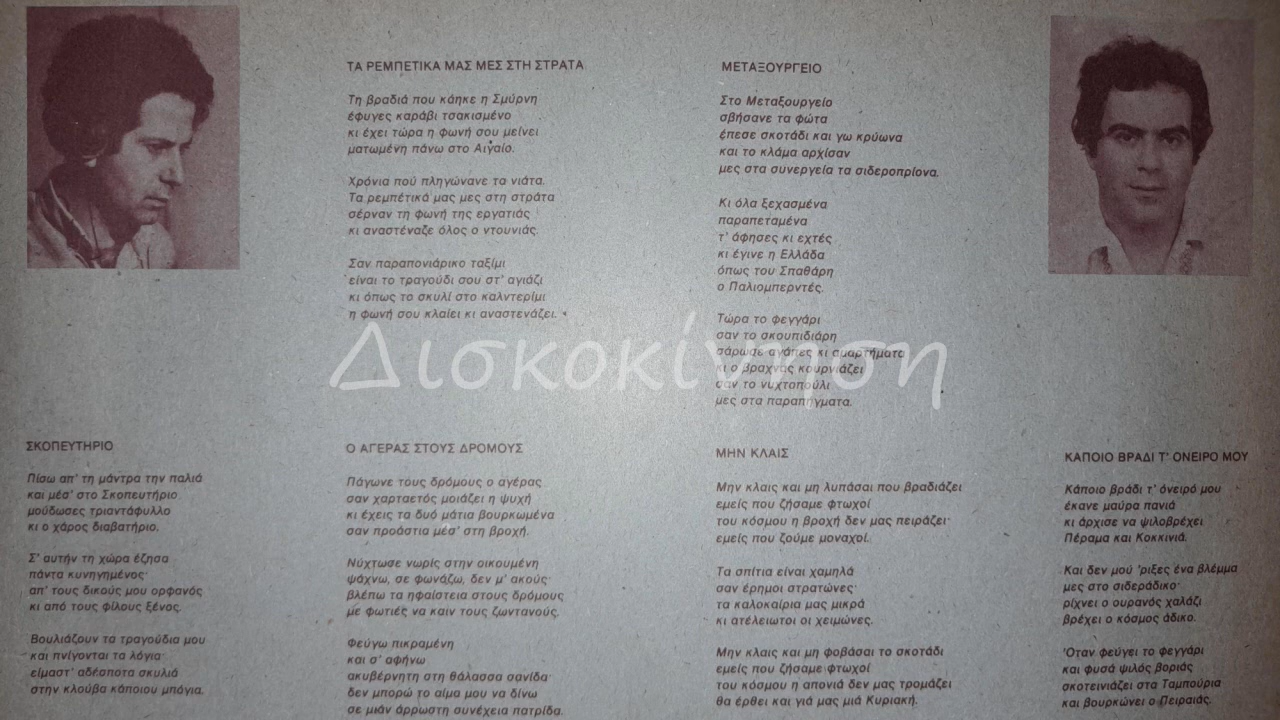 ΤΑ ΡΕΜΠΕΤΙΚΑ ΜΑΣ ΜΕΣ ΣΤΗ ΣΤΡΑΤΑ
Τη βραδιά που κάηκε η Σμύρνη
έφυγες καράβι τσακισμένο
κι έχει τώρα η φωνή σου μείνει
ματωμένη πάνω στο Αιγαίο.
Χρόνια πού πληγώνανε τα νιάτα.
Τα ρεμπέτικά μας μες στη στράτα
σέρναν τη φωνή της εργατιάς
κι αναστέναζε όλος ο ντουνιάς.
Σαν παραπονιάρικο ταξίμι
είναι το τραγούδι σου στ' αγιάζι
κι όπως το σκυλί στο καλντερίμι
η φωνή σου κλαίει κι αναστενάζει.
ΜΕΤΑΞΟΥΡΓΕΙΟ
Στο Μεταξουργείο
σβήσανε τα φώτα
έπεσε σκοτάδι και γω κρύωνα
και το κλάμα αρχίσαν
μες στα συνεργεία τα σιδεροπρίονα.
Κι όλα ξεχασμένα
παραπεταμένα
τ' άφησες κι εχτές
κι έγινε η Ελλάδα
όπως του Σπαθάρη
ο Παλιομπερντές.
Τώρα το φεγγάρι
σαν το σκουπιδιάρη
σάρωσε αγάπες κι αμαρτήματα
κι ο βραχνάς κουρνιάζει
σαν το νυχτοπούλι
μες στα παραπήγματα.
Δισκοκίνηση
ΣΚΟΠΕΥΤΗΡΙΟ
Πίσω απ' τη μάντρα την παλιά
και μέσ' στο Σκοπευτήριο
μούδωσες τριαντάφυλλο
κι ο χάρος διαβατήριο.
Σ' αυτήν τη χώρα έζησα
πάντα κυνηγημένος·
απ' τους δικούς μου ορφανός
κι από τους φίλους ξένος.
Βουλιάζουν τα τραγούδια μου
και πνίγονται τα λόγια·
είμαστ' αδέσποτα σκυλιά
στην κλούβα κάποιου μπόγια.
Ο ΑΓΕΡΑΣ ΣΤΟΥΣ ΔΡΟΜΟΥΣ
Πάγωνε τους δρόμους ο αγέρας
σαν χαρταετός μοιάζει η ψυχή
κι έχεις τα δυό μάτια βουρκωμένα
σαν προάστια μέσ' στη βροχή.
Νύχτωσε νωρίς στην οικουμένη
ψάχνω, σε φωνάζω, δεν μ' ακούς·
βλέπω τα ηφαίστεια στους δρόμους
με φωτιές να καίν τους ζωντανούς.
Φεύγω πικραμένη
και σ' αφήνω
ακυβέρνητη στη θάλασσα σανίδα·
δεν μπορώ το αίμα μου να δίνω
σε μιάν άρρωστη συνέχεια πατρίδα.
ΜΗΝ ΚΛΑΙΣ
Μην κλαις και μη λυπάσαι που βραδιάζει
εμείς που ζήσαμε φτωχοί
του κόσμου η βροχή δεν μας πειράζει·
εμείς που ζούμε μοναχοί.
Τα σπίτια είναι χαμηλά
σαν έρημοι στρατώνες
τα καλοκαίρια μας μικρά
κι ατέλειωτοι οι χειμώνες.
Μην κλαις και μη φοβάσαι το σκοτάδι
εμείς που ζήσαμε φτωχοί
του κόσμου η απονιά δεν μας τρομάζει
θα έρθει και γιά μας μιά Κυριακή.
ΚΑΠΟΙΟ ΒΡΑΔΙ Τ' ΟΝΕΙΡΟ ΜΟΥ
Κάποιο βράδι τ' όνειρό μου
έκανε μαύρα πανιά
κι άρχισε να ψιλοβρέχει
Πέραμα και Κοκκινιά.
Και δεν μού 'ριξες ένα βλέμμα
μες στο σιδεράδικο·
ρίχνει ο ουρανός χαλάζι
βρέχει ο κόσμος άδικο.
'Οταν φεύγει το φεγγάρι
και φυσά ψιλός βοριάς
σκοτεινιάζει στα Ταμπούρια
και βουρκώνει ο Πειραιάς.